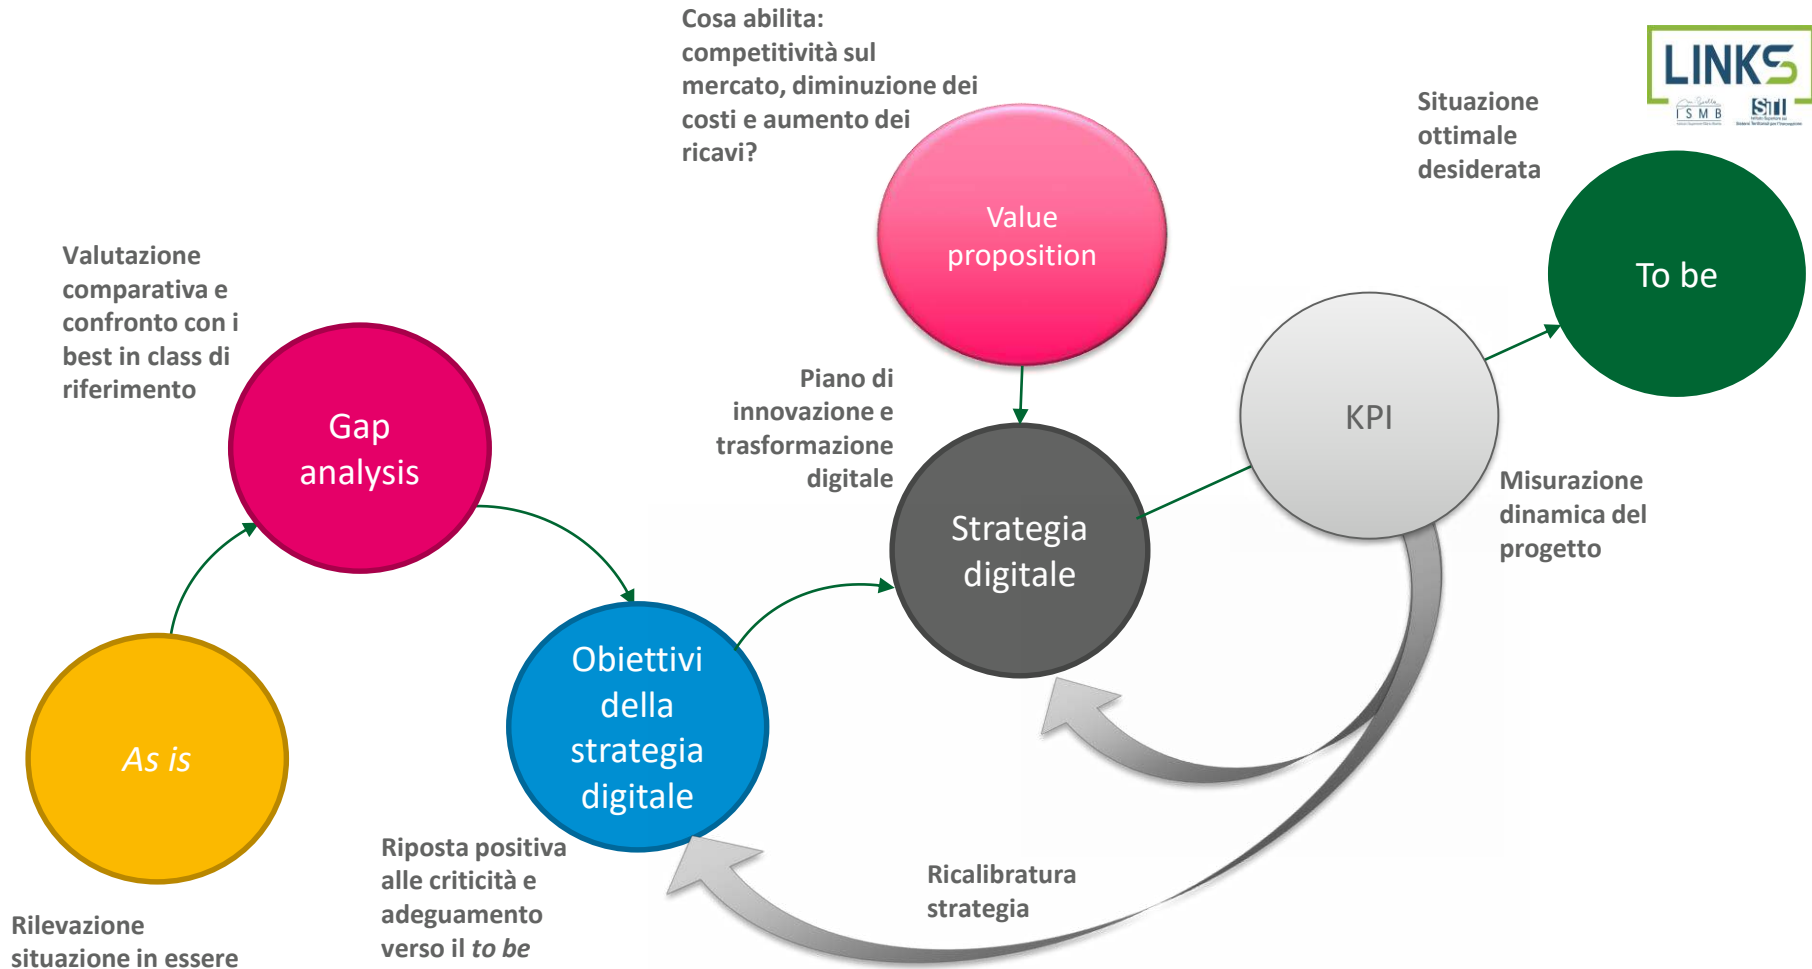 Cosa abilita:
competitività sul
mercato, diminuzione dei
costi e aumento dei
ricavi?
LINKS
ISMB
STI
Situazione
ottimale
desiderata
Value
proposition
To be
Valutazione
comparativa e
confronto con i
best in class di
riferimento
Gap
analysis
Piano di
innovazione e
trasformazione
digitale
KPI
Misurazione
dinamica del
progetto
Strategia
digitale
Obiettivi
della
strategia
digitale
As is
Riposta positiva
alle criticità e
adeguamento
verso il to be
Ricalibratura
strategia
Rilevazione
situazione in essere